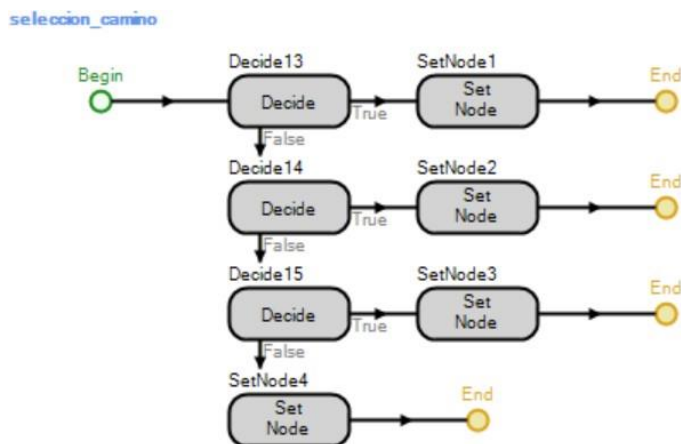 seleccion_camino
Begin
Decide13
Decide
True
False
SetNode1
Set
Node
End
Decide14
Decide
True
False
SetNode2
Set
Node
End
Decide15
Decide
True
False
SetNode3
Set
Node
End
SetNode4
Set
Node
End